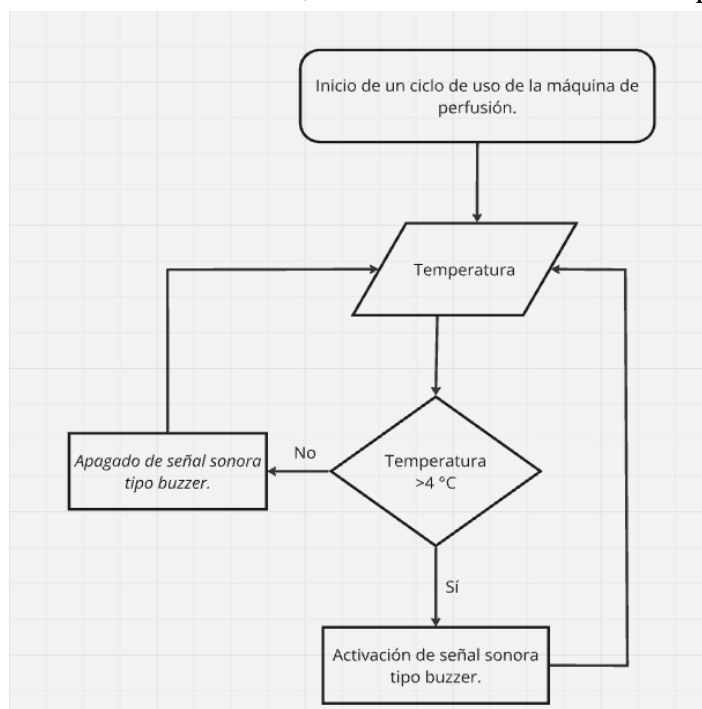 Inicio de un ciclo de uso de la máquina de
perfusión.
Temperatura
Temperatura
>4 °C
No
Apagado de señal sonora
tipo buzzer.
Sí
Activación de señal sonora
tipo buzzer.